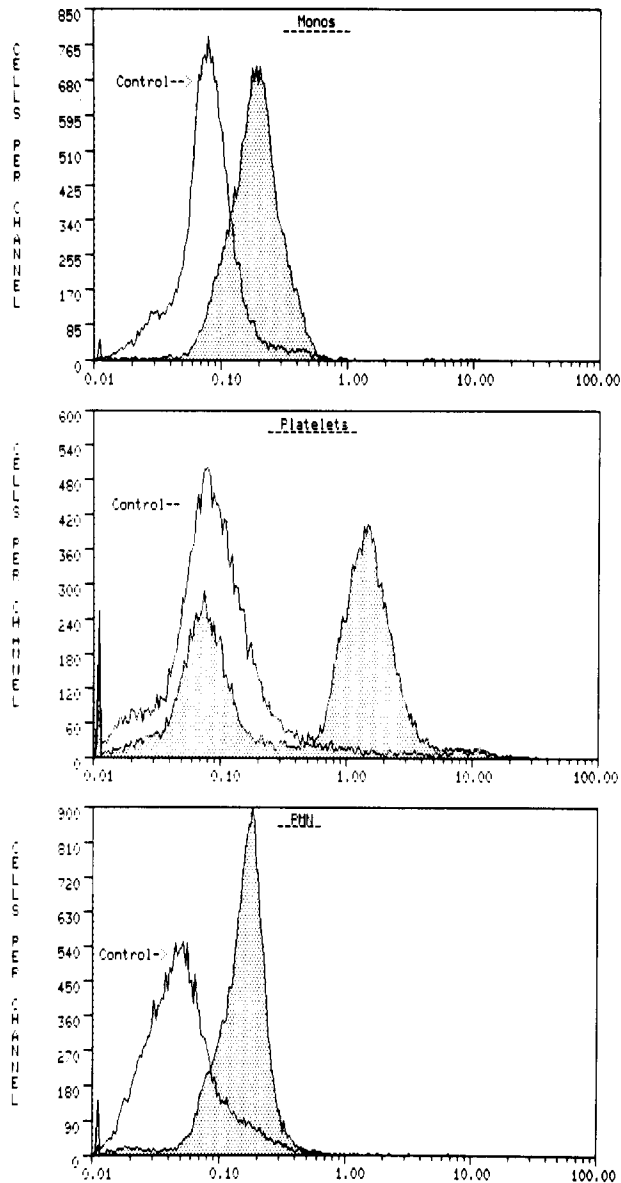 Monos
850
765
680
595
510
425
340
255
170
85
0
CELLS PER CHANNEL
Control-->
0.01 0.10 1.00 10.00 100.00
Platelets
600
540
480
420
360
300
240
180
120
60
0
CELLS PER CHANNEL
Control--
0.01 0.10 1.00 10.00 100.00
PMN
900
810
720
630
540
450
360
270
180
90
0
CELLS PER CHANNEL
Control->
0.01 0.10 1.00 10.00 100.00